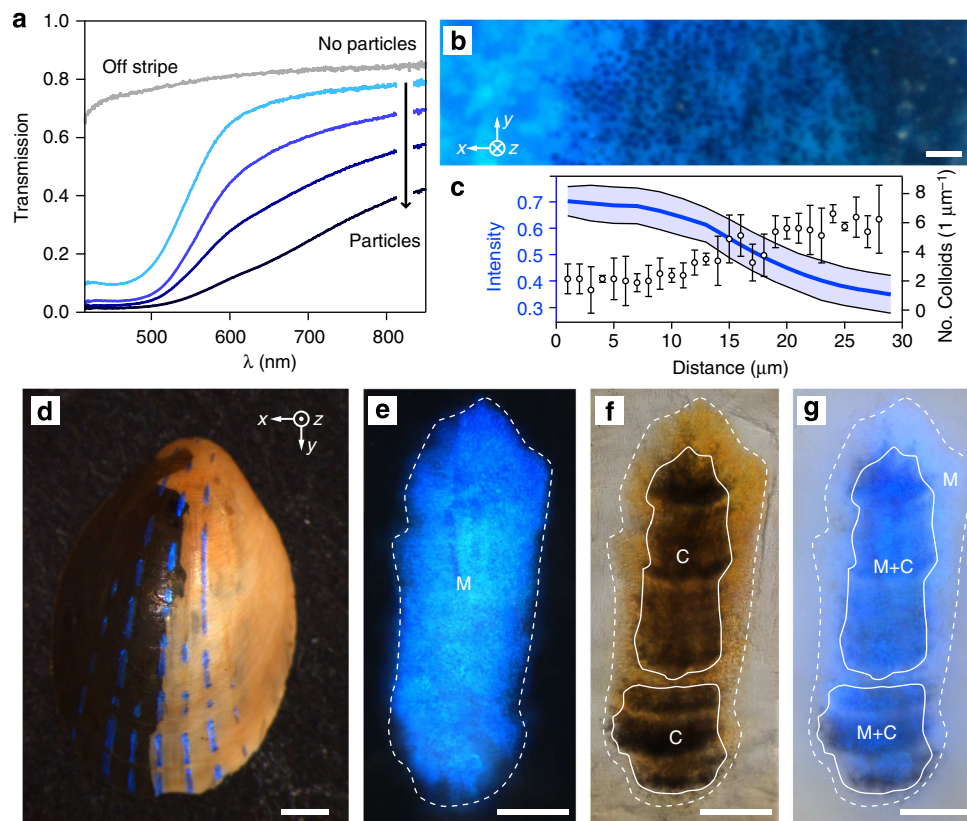 a
1.0
0.8
0.6
0.4
0.2
0.0
Transmission
Off stripe
No particles
Particles
500 600 700 800
λ (nm)
b
y
x z
c
0.7
0.6
0.5
0.4
0.3
Intensity
8
6
4
2
0
No. Colloids (1 μm⁻¹)
0 5 10 15 20 25 30
Distance (μm)
d
x z
y
e
M
f
C
C
g
M
M+C
M+C